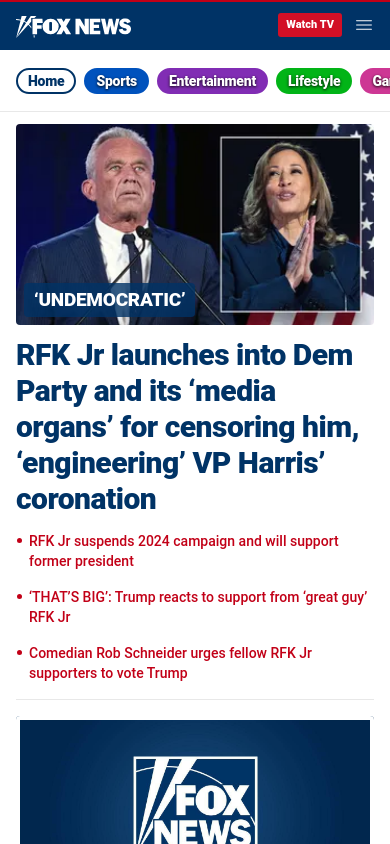 FOX NEWS
Watch TV
Home
Sports
Entertainment
Lifestyle
Ga
‘UNDEMOCRATIC’
RFK Jr launches into Dem
Party and its ‘media
organs’ for censoring him,
‘engineering’ VP Harris’
coronation
• RFK Jr suspends 2024 campaign and will support
former president
• ‘THAT’S BIG’: Trump reacts to support from ‘great guy’
RFK Jr
• Comedian Rob Schneider urges fellow RFK Jr
supporters to vote Trump
FOX
NEWS